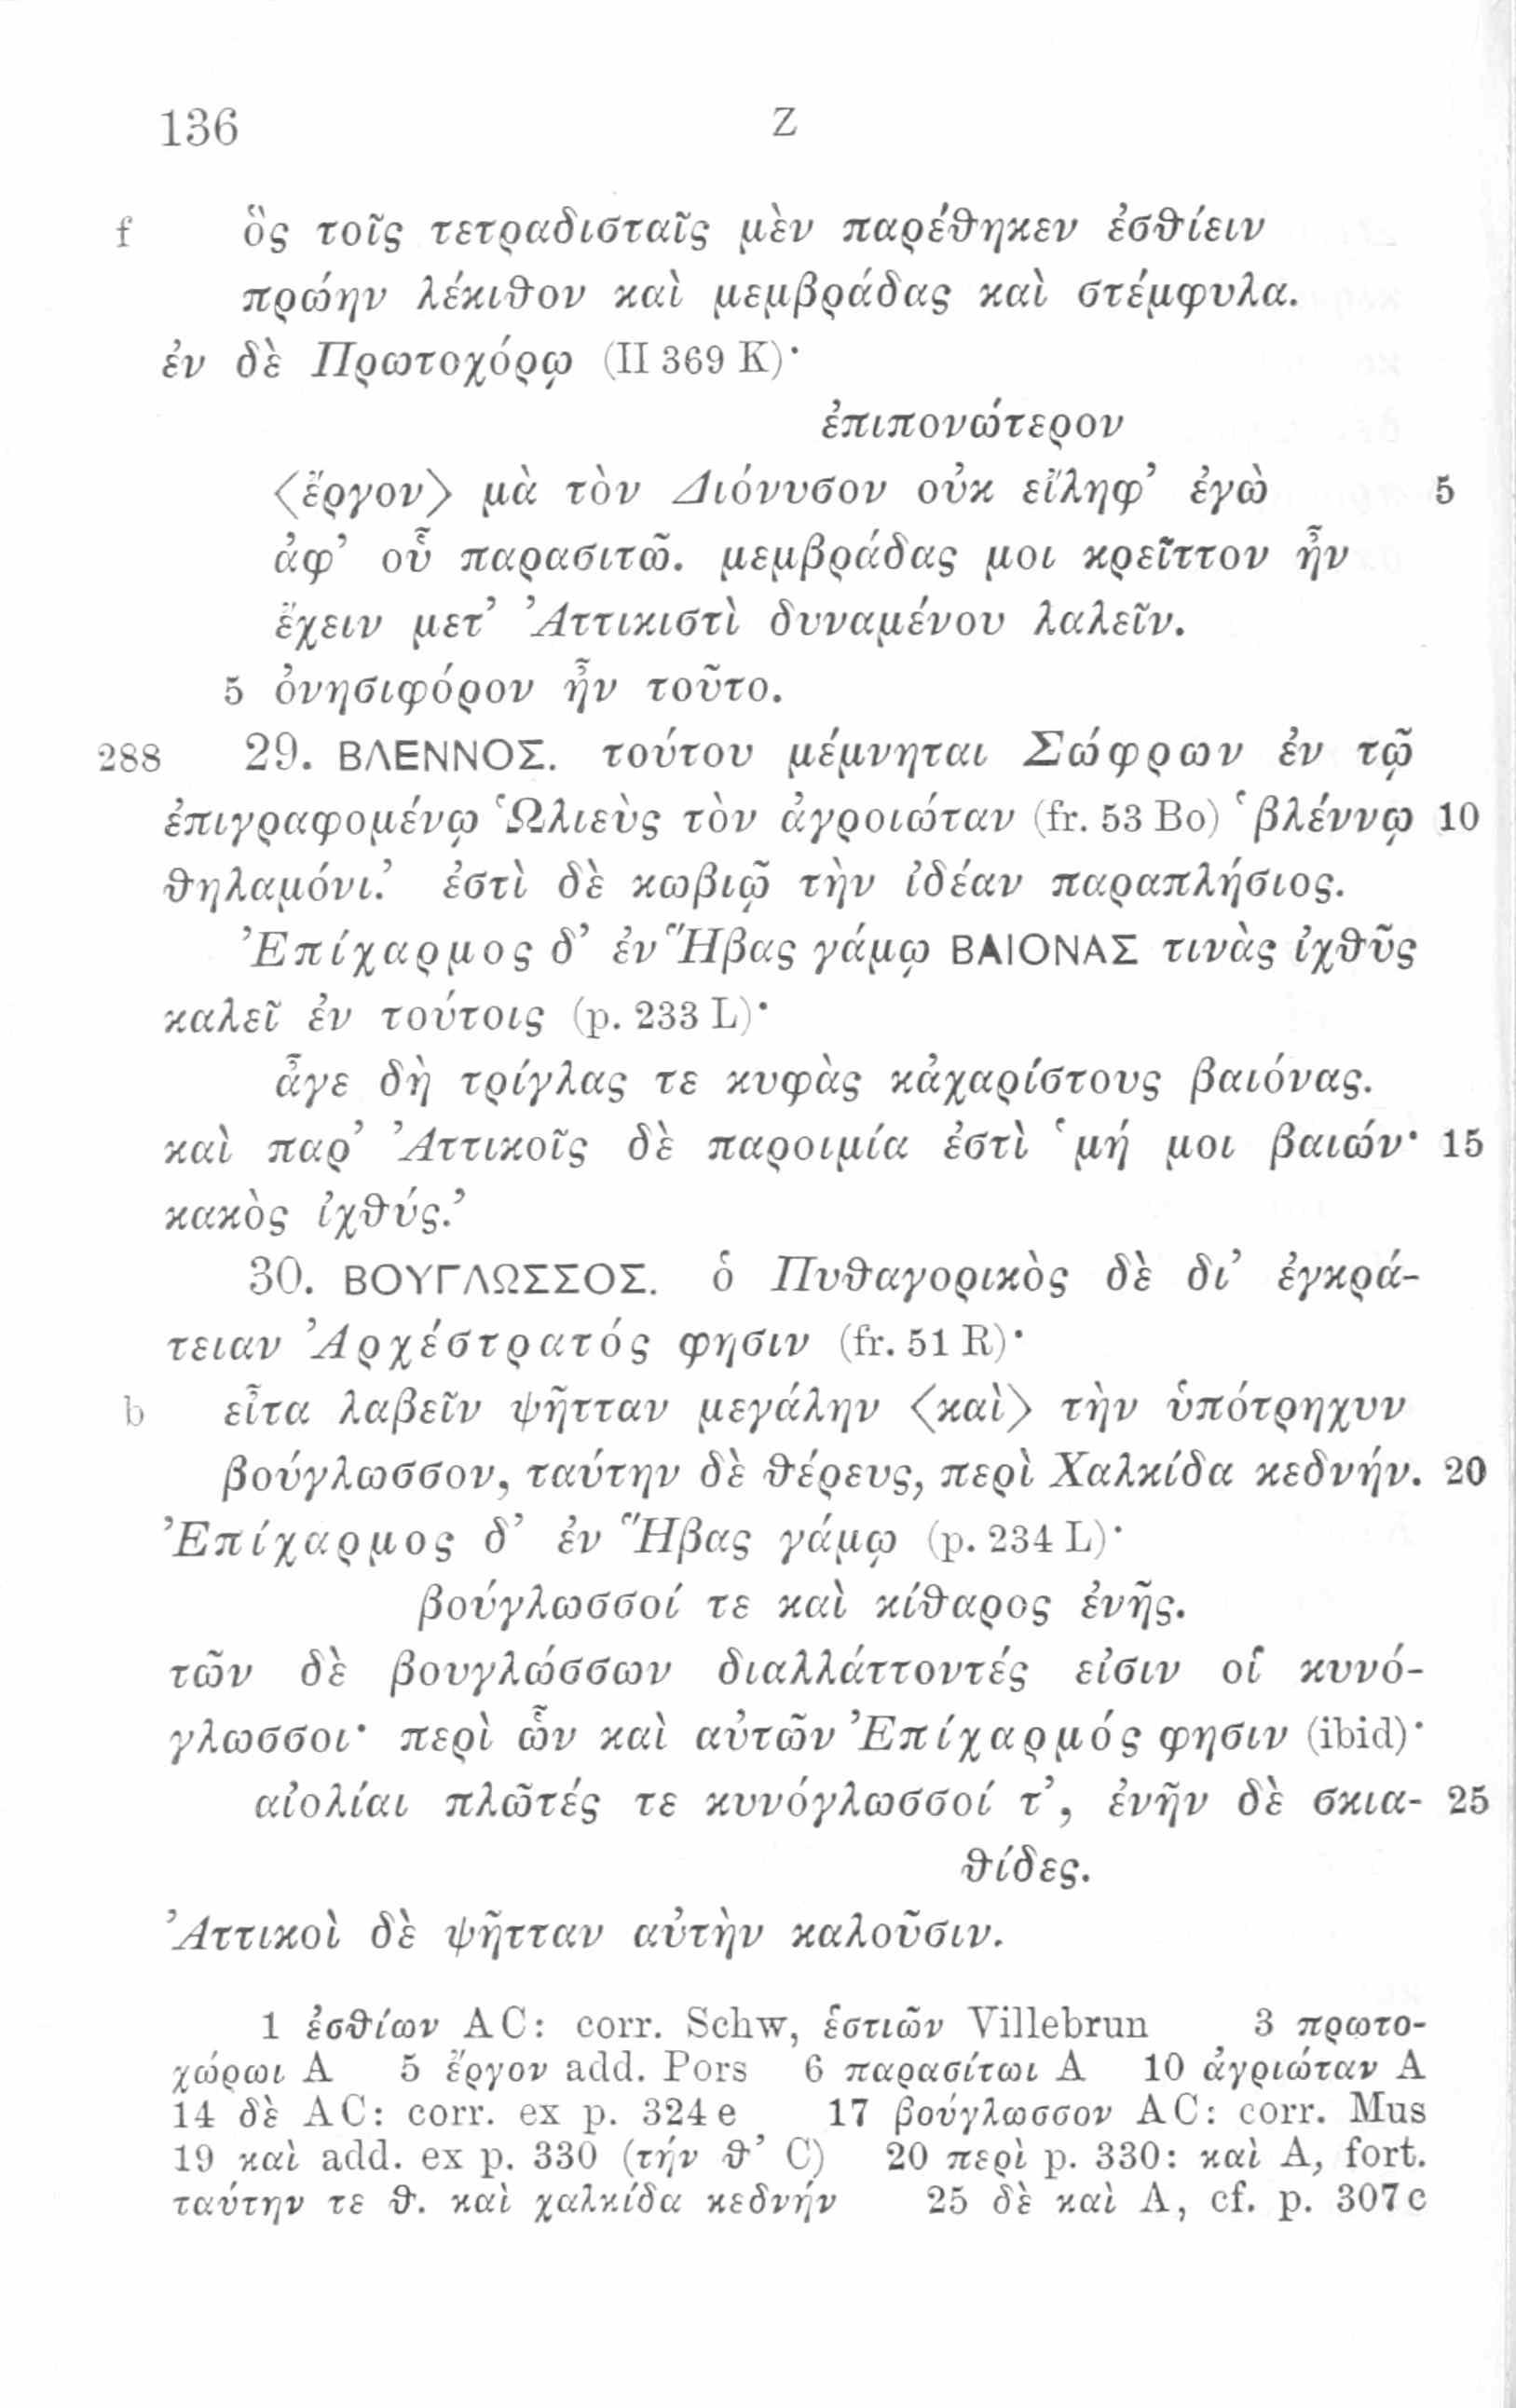 136 Z
f ὃς τοῖς τετραδισταῖς μὲν παρέθηκεν ἐσθίειν
πρώην λέκιθον καὶ μεμβράδας καὶ στέμφυλα.
ἐν δὲ Πρωτοχόρῳ (II 369 K)·
ἐπιπονώτερον
〈ἔργον〉 μὰ τὸν Διόνυσον οὐκ εἴληφ’ ἐγὼ 5
ἀφ’ οὗ παρασιτῶ. μεμβράδας μοι κρεῖττον ἦν
ἔχειν μετ’ Ἀττικιστὶ δυναμένου λαλεῖν.
5 ὀνησιφόρον ἦν τοῦτο.
288 29. ΒΛΕΝΝΟΣ. τούτου μέμνηται Σώφρων ἐν τῷ
ἐπιγραφομένῳ Ὡλιεὺς τὸν ἀγροιώταν (fr. 53 Bo) ‘βλέννῳ 10
θηλαμόνι.’ ἐστὶ δὲ κωβιῷ τὴν ἰδέαν παραπλήσιος.
Ἐπίχαρμος δ’ ἐν Ἥβας γάμῳ ΒΑΙΟΝΑΣ τινὰς ἰχθῦς
καλεῖ ἐν τούτοις (p. 233 L)·
ἆγε δὴ τρίγλας τε κυφὰς κἀχαρίστους βαιόνας.
καὶ παρ’ Ἀττικοῖς δὲ παροιμία ἐστὶ ‘μή μοι βαιών· 15
κακὸς ἰχθύς.’
30. ΒΟΥΓΛΩΣΣΟΣ. ὁ Πυθαγορικὸς δὲ δι’ ἐγκρά-
τειαν Ἀρχέστρατός φησιν (fr. 51 R)·
b εἶτα λαβεῖν ψῆτταν μεγάλην 〈καὶ〉 τὴν ὑπότρηχυν
βούγλωσσον, ταύτην δὲ θέρευς, περὶ Χαλκίδα κεδνήν. 20
Ἐπίχαρμος δ’ ἐν Ἥβας γάμῳ (p. 234 L)·
βούγλωσσοί τε καὶ κίθαρος ἐνῆς.
τῶν δὲ βουγλώσσων διαλλάττοντές εἰσιν οἱ κυνό-
γλωσσοι· περὶ ὧν καὶ αὐτῶν Ἐπίχαρμός φησιν (ibid)·
αἰολίαι πλῶτές τε κυνόγλωσσοί τ’, ἐνῆν δὲ σκια- 25
θίδες.
Ἀττικοὶ δὲ ψῆτταν αὐτὴν καλοῦσιν.
1 ἐσθίων AC: corr. Schw, ἑστιῶν Villebrun 3 πρωτο-
χώρωι A 5 ἔργον add. Pors 6 παρασίτωι A 10 ἀγριώταν A
14 δὲ AC: corr. ex p. 324 e 17 βούγλωσσον AC: corr. Mus
19 καὶ add. ex p. 330 (τήν θ’ C) 20 περὶ p. 330: καὶ A, fort.
ταύτην τε θ. καὶ χαλκίδα κεδνήν 25 δὲ καὶ A, cf. p. 307 c